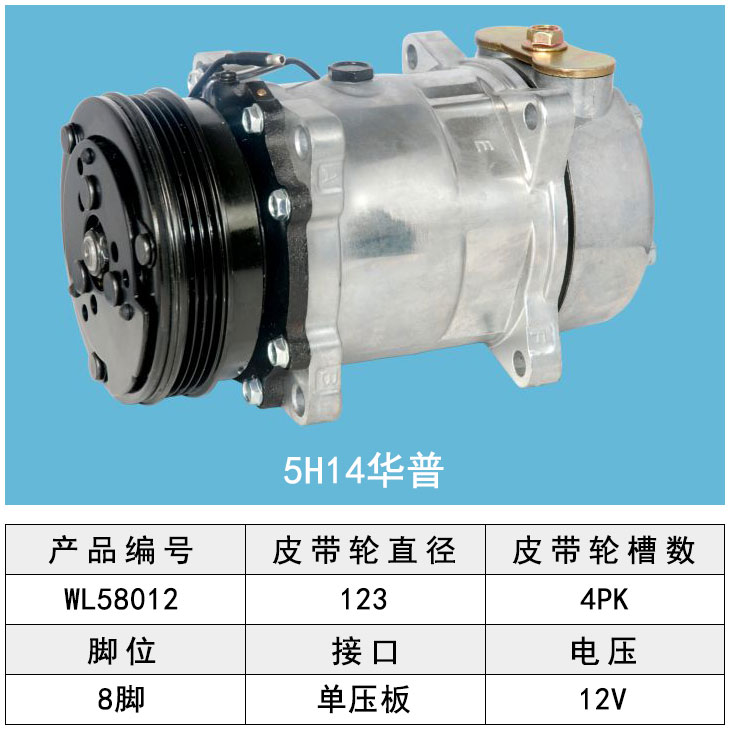 A
E
B
F
5H14华普
产品编号 皮带轮直径 皮带轮槽数
WL58012 123 4PK
脚位 接口 电压
8脚 单压板 12V